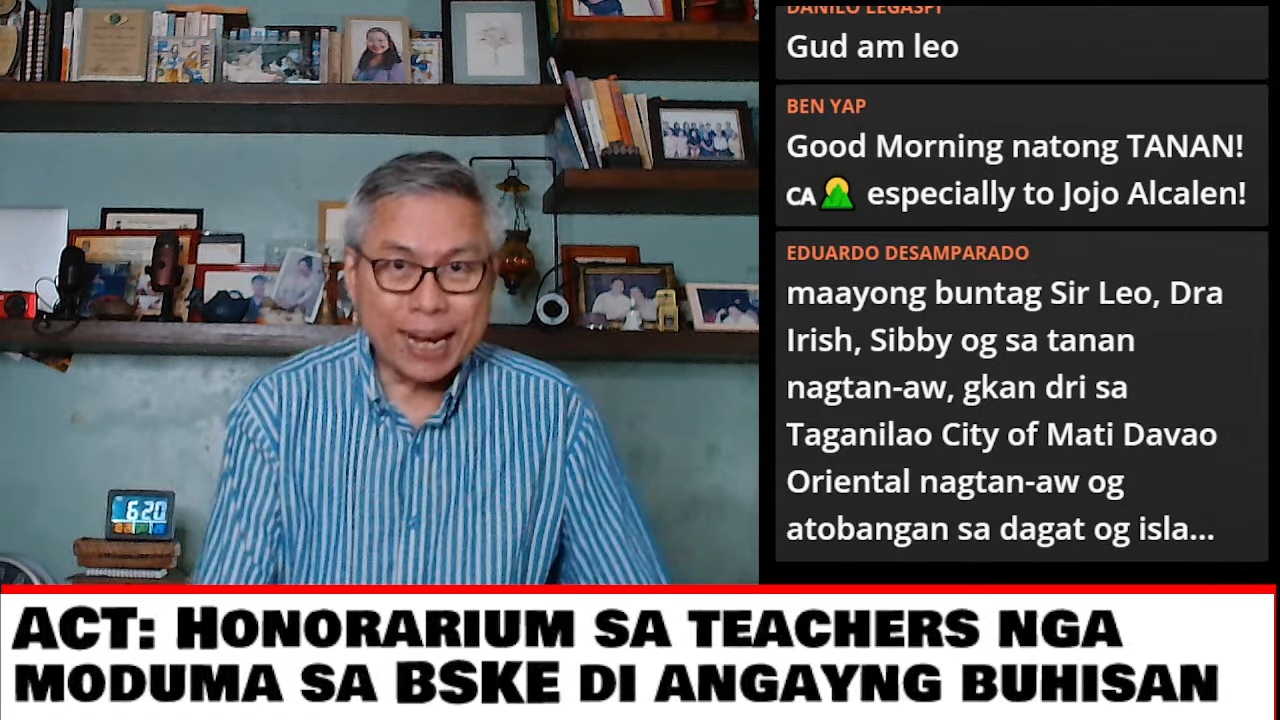 DANILO LEGASPI
Gud am leo
BEN YAP
Good Morning natong TANAN!
CA especially to Jojo Alcalen!
EDUARDO DESAMPARADO
maayong buntag Sir Leo, Dra
Irish, Sibby og sa tanan
nagtan-aw, gkan dri sa
Taganilao City of Mati Davao
Oriental nagtan-aw og
atobangan sa dagat og isla...
6:20
ACT: HONORARIUM SA TEACHERS NGA
MODUMA SA BSKE DI ANGAYNG BUHISAN